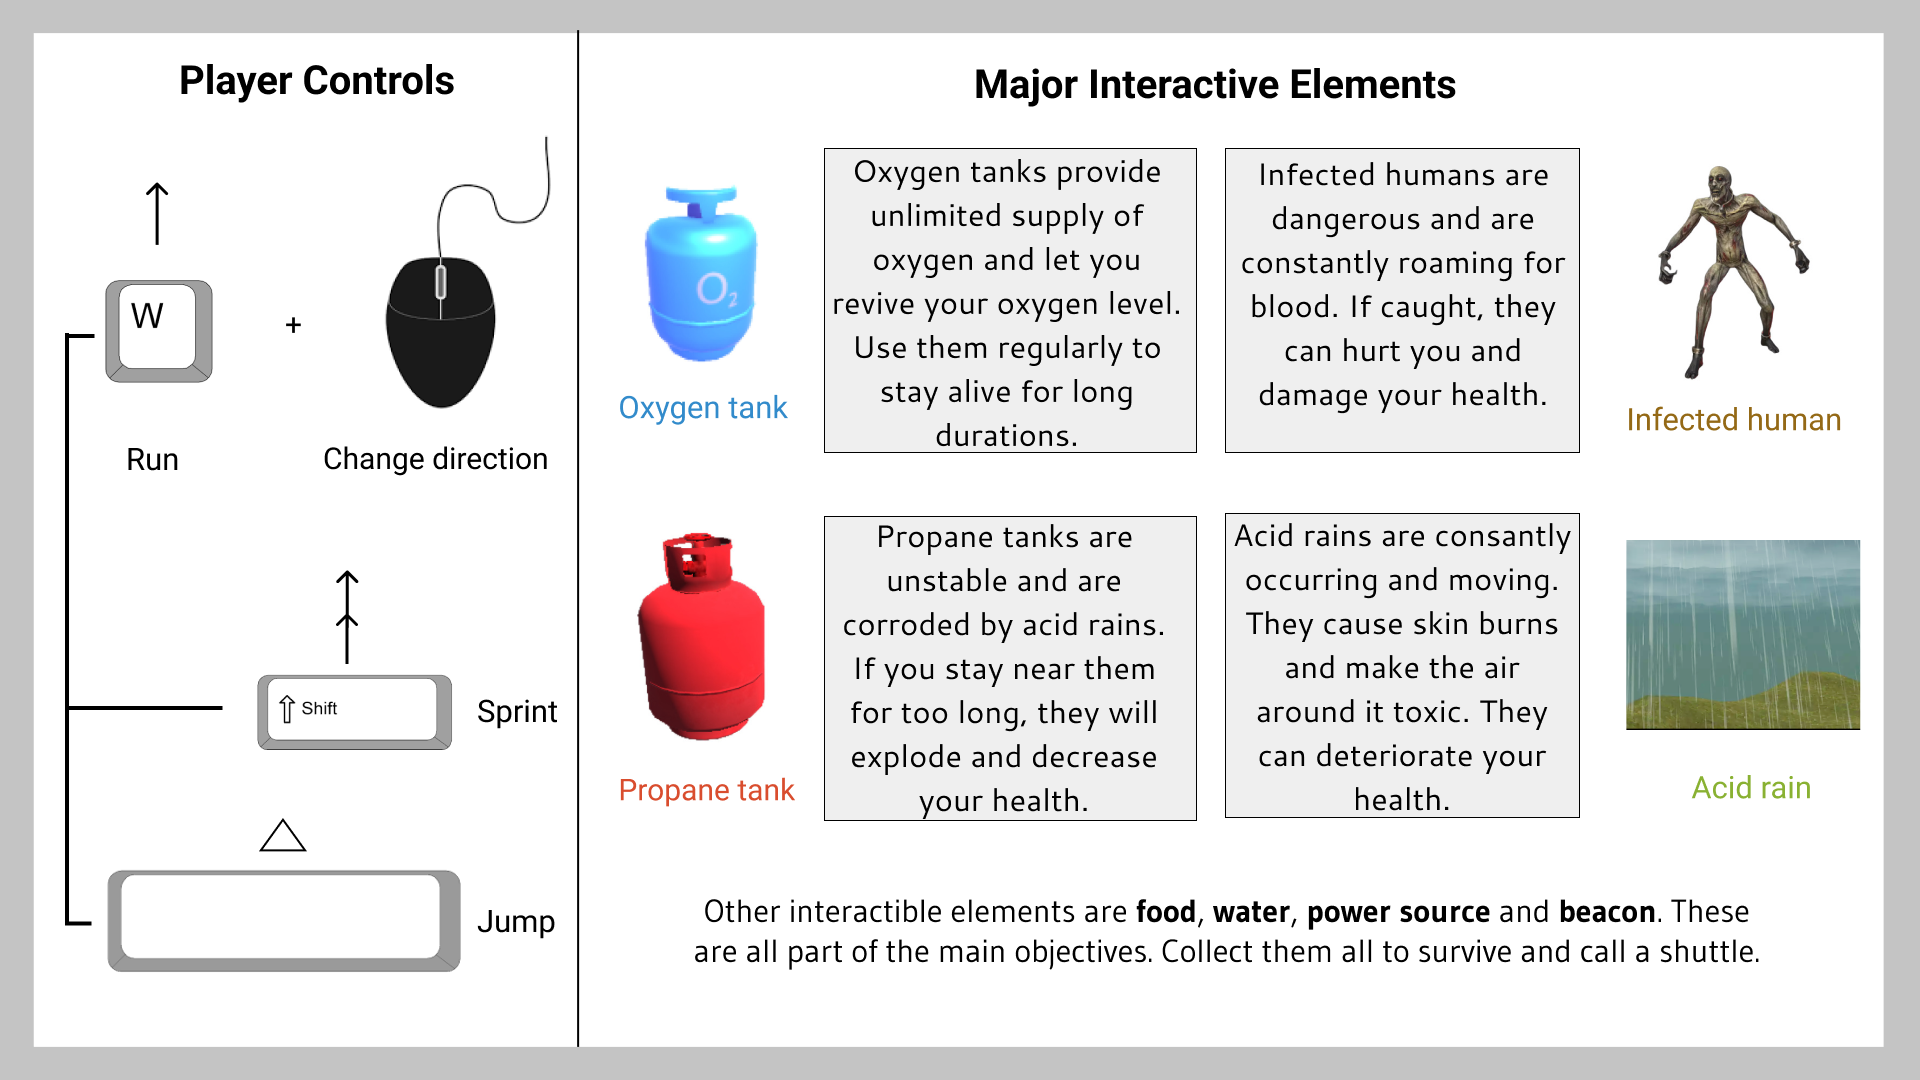 Player Controls
W
+
Run
Change direction
Shift
Sprint
Jump
Major Interactive Elements
O2
Oxygen tank
Oxygen tanks provide
unlimited supply of
oxygen and let you
revive your oxygen level.
Use them regularly to
stay alive for long
durations.
Infected humans are
dangerous and are
constantly roaming for
blood. If caught, they
can hurt you and
damage your health.
Infected human
Propane tank
Propane tanks are
unstable and are
corroded by acid rains.
If you stay near them
for too long, they will
explode and decrease
your health.
Acid rains are consantly
occurring and moving.
They cause skin burns
and make the air
around it toxic. They
can deteriorate your
health.
Acid rain
Other interactible elements are food, water, power source and beacon. These
are all part of the main objectives. Collect them all to survive and call a shuttle.